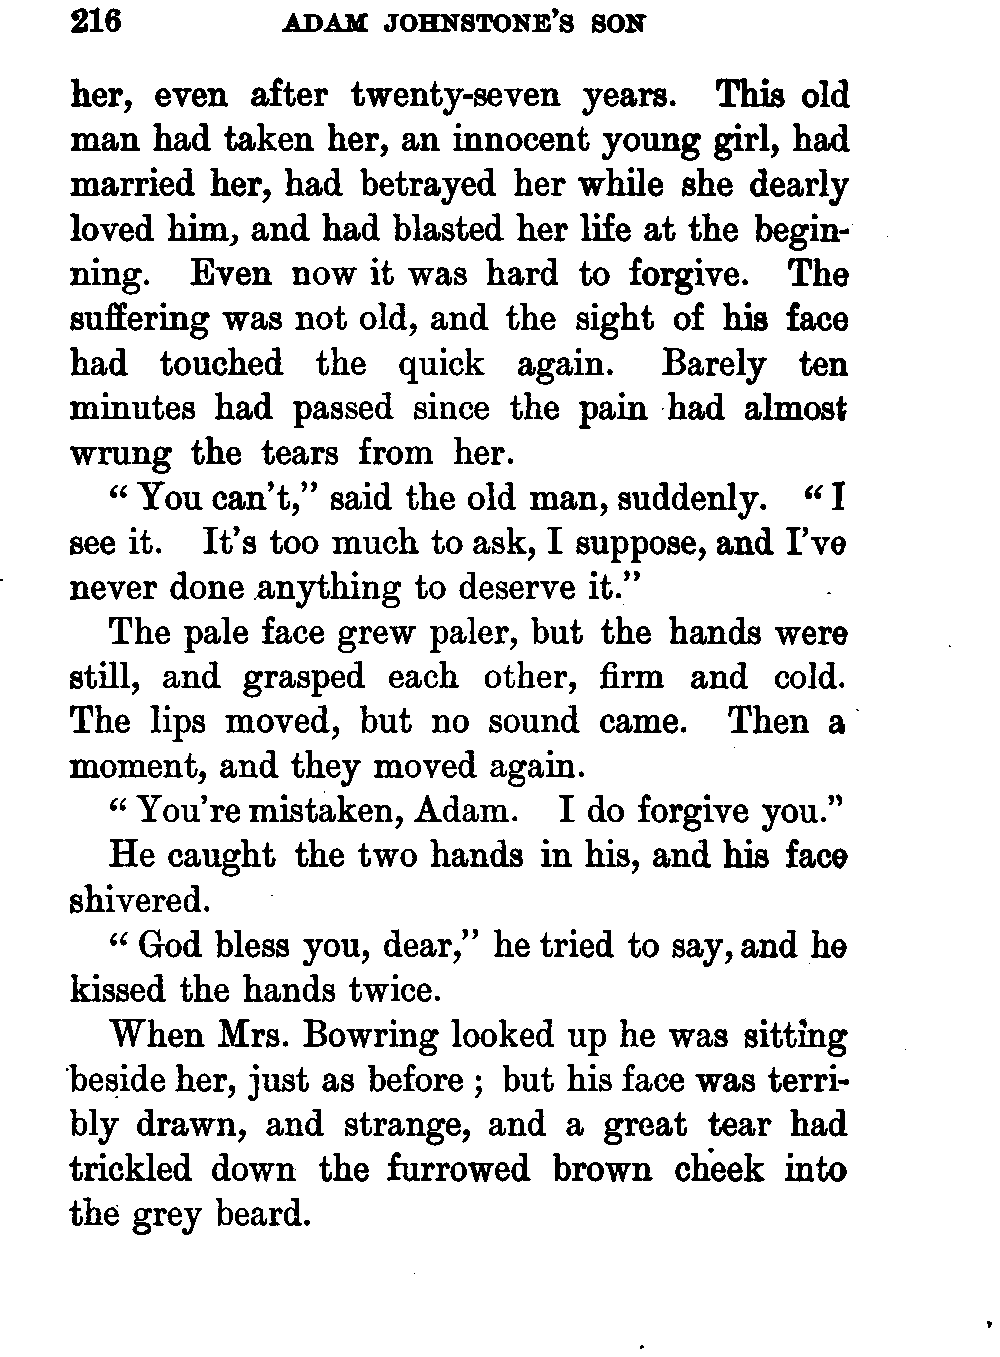 216 ADAM JOHNSTONE'S SON
her, even after twenty-seven years. This old
man had taken her, an innocent young girl, had
married her, had betrayed her while she dearly
loved him, and had blasted her life at the begin-
ning. Even now it was hard to forgive. The
suffering was not old, and the sight of his face
had touched the quick again. Barely ten
minutes had passed since the pain had almost
wrung the tears from her.
“You can't,” said the old man, suddenly. “I
see it. It's too much to ask, I suppose, and I've
never done anything to deserve it.”
The pale face grew paler, but the hands were
still, and grasped each other, firm and cold.
The lips moved, but no sound came. Then a
moment, and they moved again.
“You're mistaken, Adam. I do forgive you.”
He caught the two hands in his, and his face
shivered.
“God bless you, dear,” he tried to say, and he
kissed the hands twice.
When Mrs. Bowring looked up he was sitting
beside her, just as before; but his face was terri-
bly drawn, and strange, and a great tear had
trickled down the furrowed brown cheek into
the grey beard.